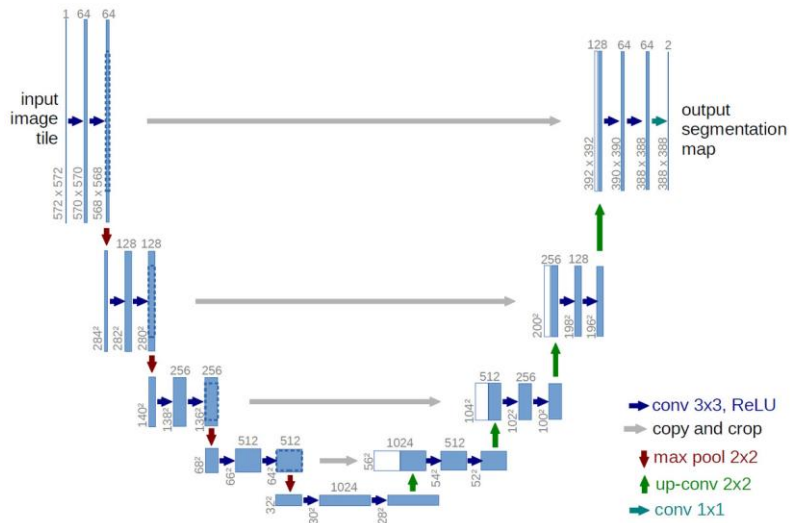 1 64 64
input
image
tile
572 x 572
570 x 570
568 x 568
128 64 64 2
output
segmentation
map
392 x 392
390 x 390
388 x 388
388 x 388
128 128
284²
282²
280²
256 128
200²
198²
196²
256 256
140²
138²
136²
512 256
104²
102²
100²
512 512
68²
66²
64²
1024 512
56²
54²
52²
1024
32²
30²
28²
conv 3x3, ReLU
copy and crop
max pool 2x2
up-conv 2x2
conv 1x1